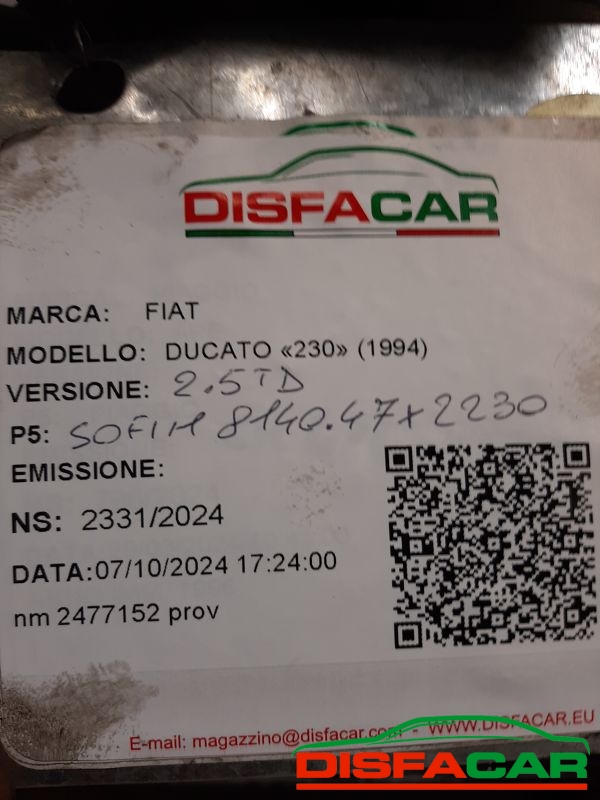 DISFACAR
MARCA: FIAT
MODELLO: DUCATO «230» (1994)
VERSIONE: 2.5TD
P5: SOFIM 8140.47x2230
EMISSIONE:
NS: 2331/2024
DATA:07/10/2024 17:24:00
nm 2477152 prov
E-mail: magazzino@disfacar.com - WWW.DISFACAR.EU
DISFACAR